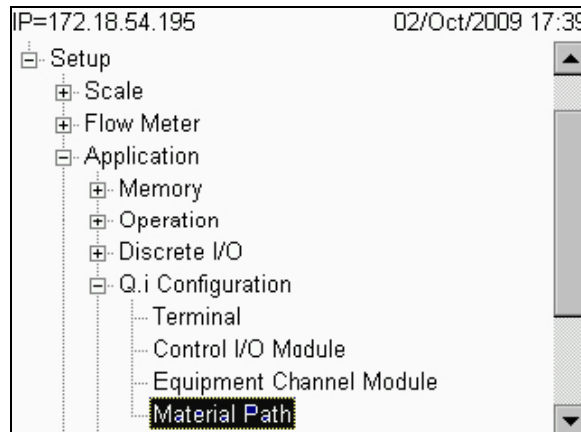 IP=172.18.54.195 02/Oct/2009 17:39
Setup
Scale
Flow Meter
Application
Memory
Operation
Discrete I/O
Q.i Configuration
Terminal
Control I/O Module
Equipment Channel Module
Material Path